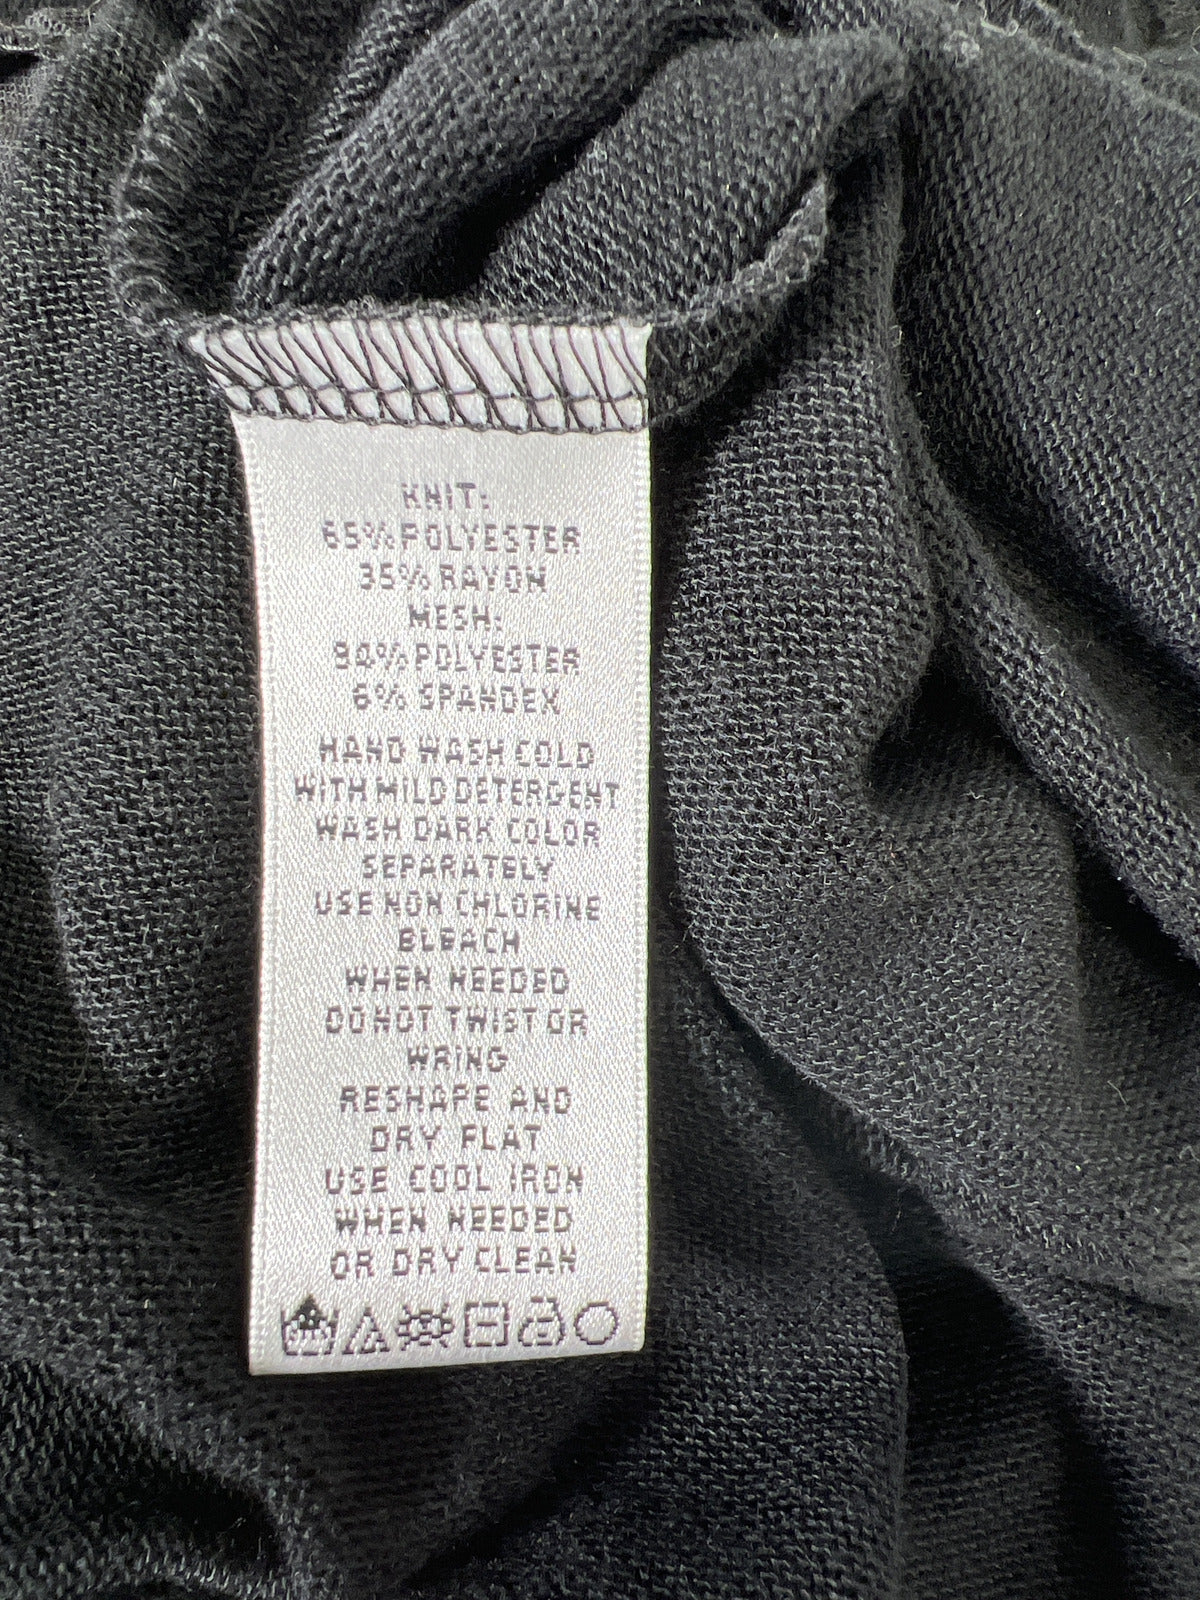 KNIT:
65% POLYESTER
35% RAYON
MESH:
94% POLYESTER
6% SPANDEX
HAND WASH COLD
WITH MILD DETERGENT
WASH DARK COLOR
SEPARATELY
USE NON CHLORINE
BLEACH
WHEN NEEDED
DO NOT TWIST OR
WRING
RESHAPE AND
DRY FLAT
USE COOL IRON
WHEN NEEDED
OR DRY CLEAN